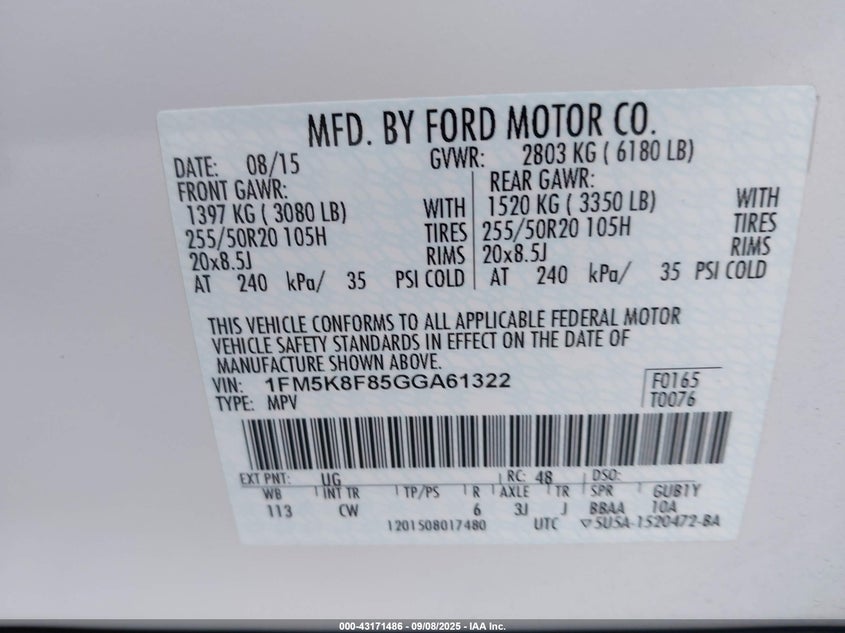 MFD. BY FORD MOTOR CO.
DATE: 08/15 GVWR: 2803 KG ( 6180 LB)
FRONT GAWR: REAR GAWR:
1397 KG ( 3080 LB) WITH 1520 KG ( 3350 LB) WITH
255/50R20 105H TIRES 255/50R20 105H TIRES
20x8.5J RIMS 20x8.5J RIMS
AT 240 kPa/ 35 PSI COLD AT 240 kPa/ 35 PSI COLD
THIS VEHICLE CONFORMS TO ALL APPLICABLE FEDERAL MOTOR
VEHICLE SAFETY STANDARDS IN EFFECT ON THE DATE OF
MANUFACTURE SHOWN ABOVE.
VIN: 1FM5K8F85GGA61322 F0165
TYPE: MPV T0076
EXT PNT: UG RC: 48 DSO:
WB INT TR TP/PS R AXLE TR SPR GUB1Y
113 CW 6 3J J BBAA 10A
1201508017480 UTC ▽5U5A-1520472-BA
000-43171486 - 09/08/2025 - IAA Inc.